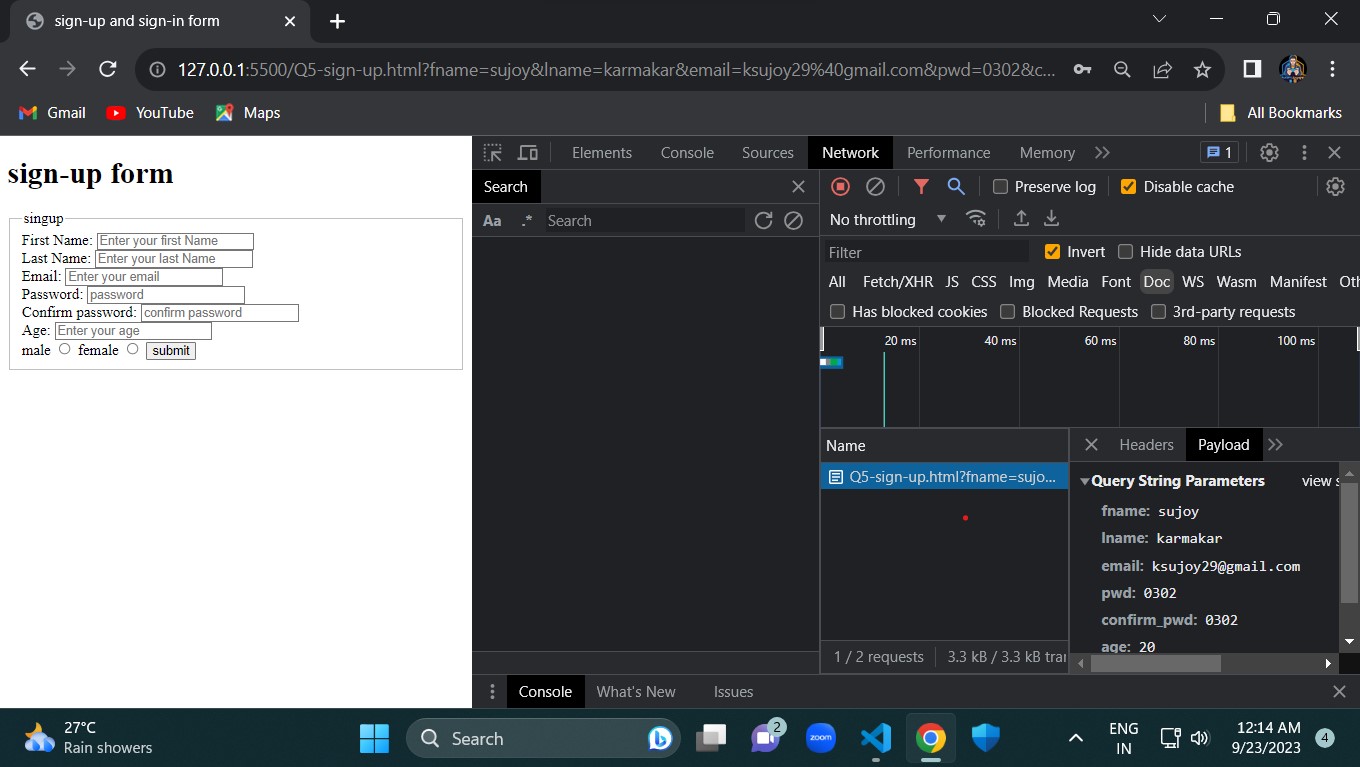 sign-up and sign-in form
127.0.0.1:5500/Q5-sign-up.html?fname=sujoy&lname=karmakar&email=ksujoy29%40gmail.com&pwd=0302&c...
Gmail YouTube Maps All Bookmarks
sign-up form
singup
First Name: Enter your first Name
Last Name: Enter your last Name
Email: Enter your email
Password: password
Confirm password: confirm password
Age: Enter your age
male female submit
Elements Console Sources Network Performance Memory 1
Search
Aa .* Search
Preserve log Disable cache
No throttling
Filter Invert Hide data URLs
All Fetch/XHR JS CSS Img Media Font Doc WS Wasm Manifest Oth
Has blocked cookies Blocked Requests 3rd-party requests
20 ms 40 ms 60 ms 80 ms 100 ms
Name
Q5-sign-up.html?fname=sujo...
1 / 2 requests 3.3 kB / 3.3 kB trai
Headers Payload
Query String Parameters view s
fname: sujoy
lname: karmakar
email: ksujoy29@gmail.com
pwd: 0302
confirm_pwd: 0302
age: 20
Console What's New Issues
27°C
Rain showers
Search
2
zoom
ENG
IN
12:14 AM
9/23/2023
4